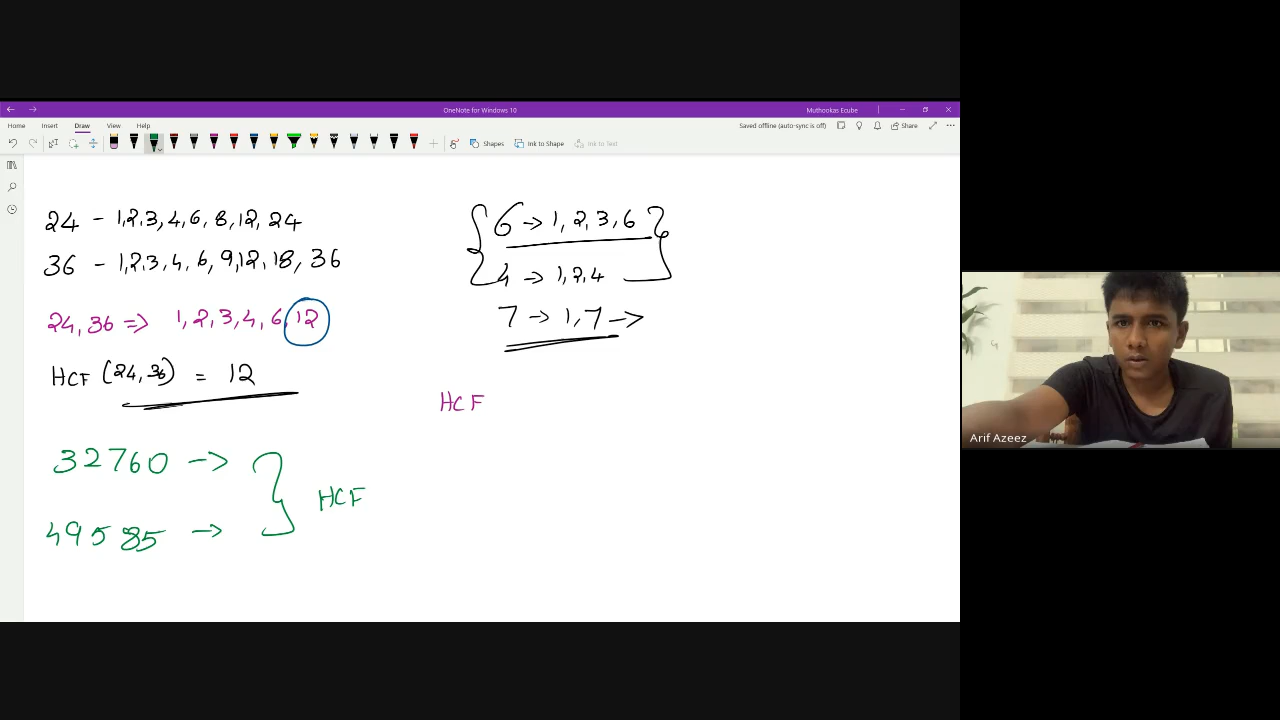 OneNote for Windows 10
Muthookas Ecube
Home Insert Draw View Help
Saved offline (auto-sync is off)
Share
Shapes
Ink to Shape
Ink to Text
24 - 1,2,3,4,6,8,12,24
36 - 1,2,3,4,6,9,12,18,36
24,36 => 1,2,3,4,6,12
HCF (24,36) = 12
32760 ->
49585 ->
HCF
6 -> 1,2,3,6
4 -> 1,2,4
7 -> 1,7 ->
HCF
Arif Azeez